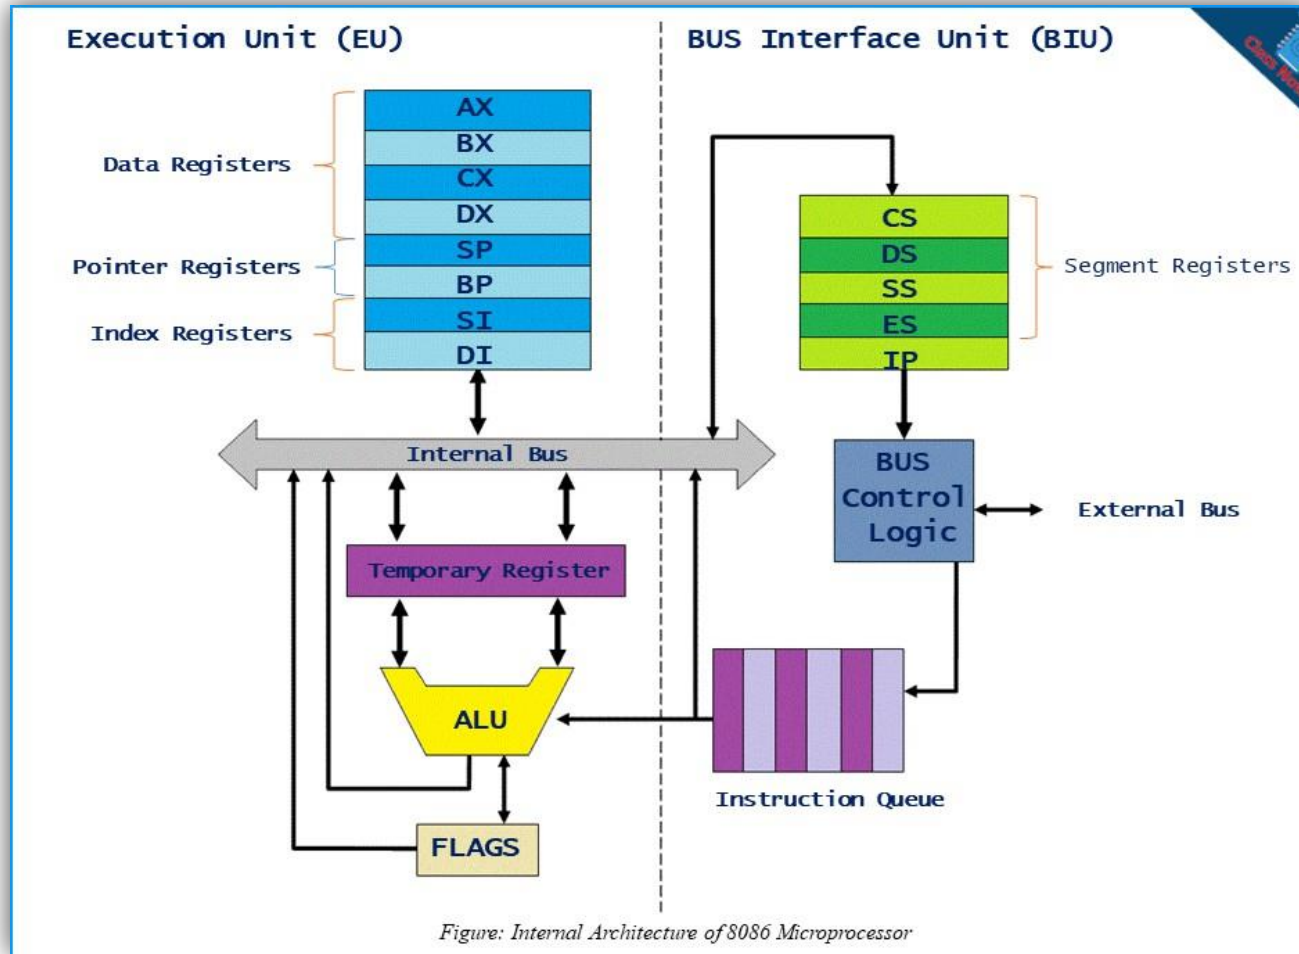 Execution Unit (EU)
BUS Interface Unit (BIU)
Class
AX
BX
CX
DX
SP
BP
SI
DI
Data Registers
Pointer Registers
Index Registers
CS
DS
SS
ES
IP
Segment Registers
Internal Bus
BUS
Control
Logic
External Bus
Temporary Register
ALU
Instruction Queue
FLAGS
Figure: Internal Architecture of 8086 Microprocessor